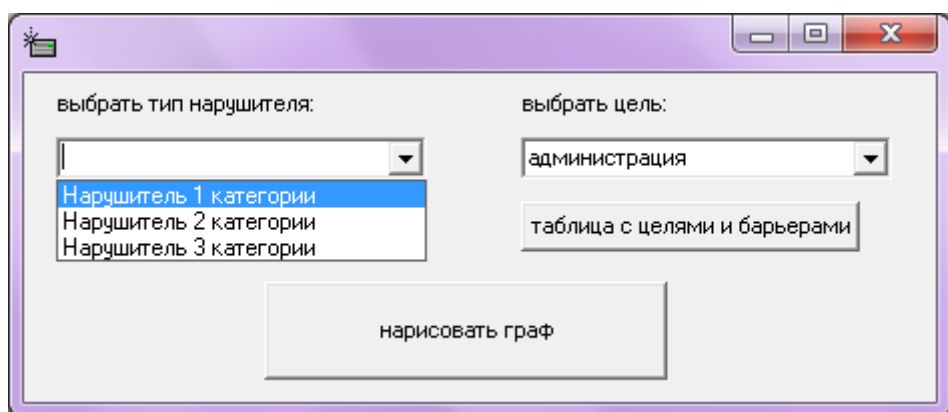 выбрать тип нарушителя:
выбрать цель:
администрация
Нарушитель 1 категории
Нарушитель 2 категории
Нарушитель 3 категории
таблица с целями и барьерами
нарисовать граф